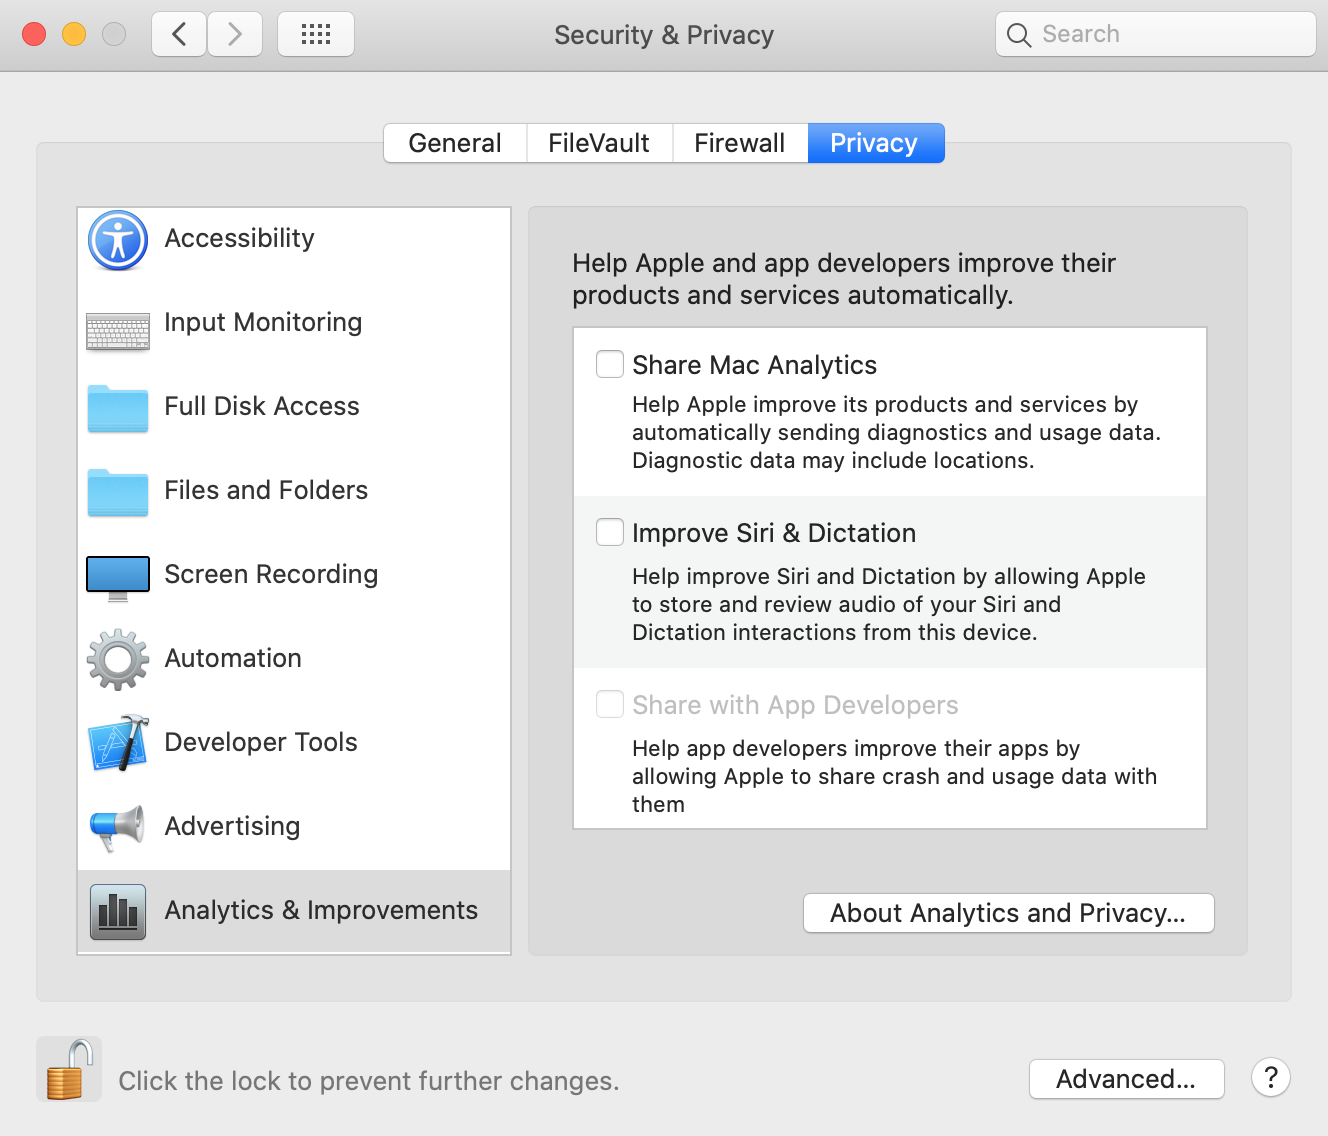 Security & Privacy
Search
General
FileVault
Firewall
Privacy
Accessibility
Input Monitoring
Full Disk Access
Files and Folders
Screen Recording
Automation
Developer Tools
Advertising
Analytics & Improvements
Help Apple and app developers improve their
products and services automatically.
Share Mac Analytics
Help Apple improve its products and services by
automatically sending diagnostics and usage data.
Diagnostic data may include locations.
Improve Siri & Dictation
Help improve Siri and Dictation by allowing Apple
to store and review audio of your Siri and
Dictation interactions from this device.
Share with App Developers
Help app developers improve their apps by
allowing Apple to share crash and usage data with
them
About Analytics and Privacy...
Click the lock to prevent further changes.
Advanced...
?